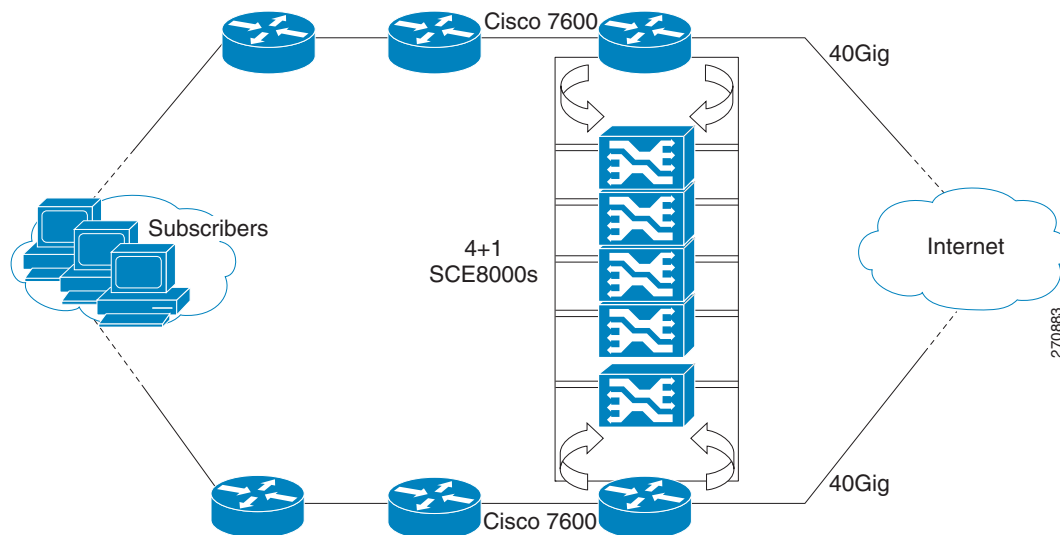 Cisco 7600
40Gig
Subscribers
4+1
SCE8000s
Internet
270883
40Gig
Cisco 7600